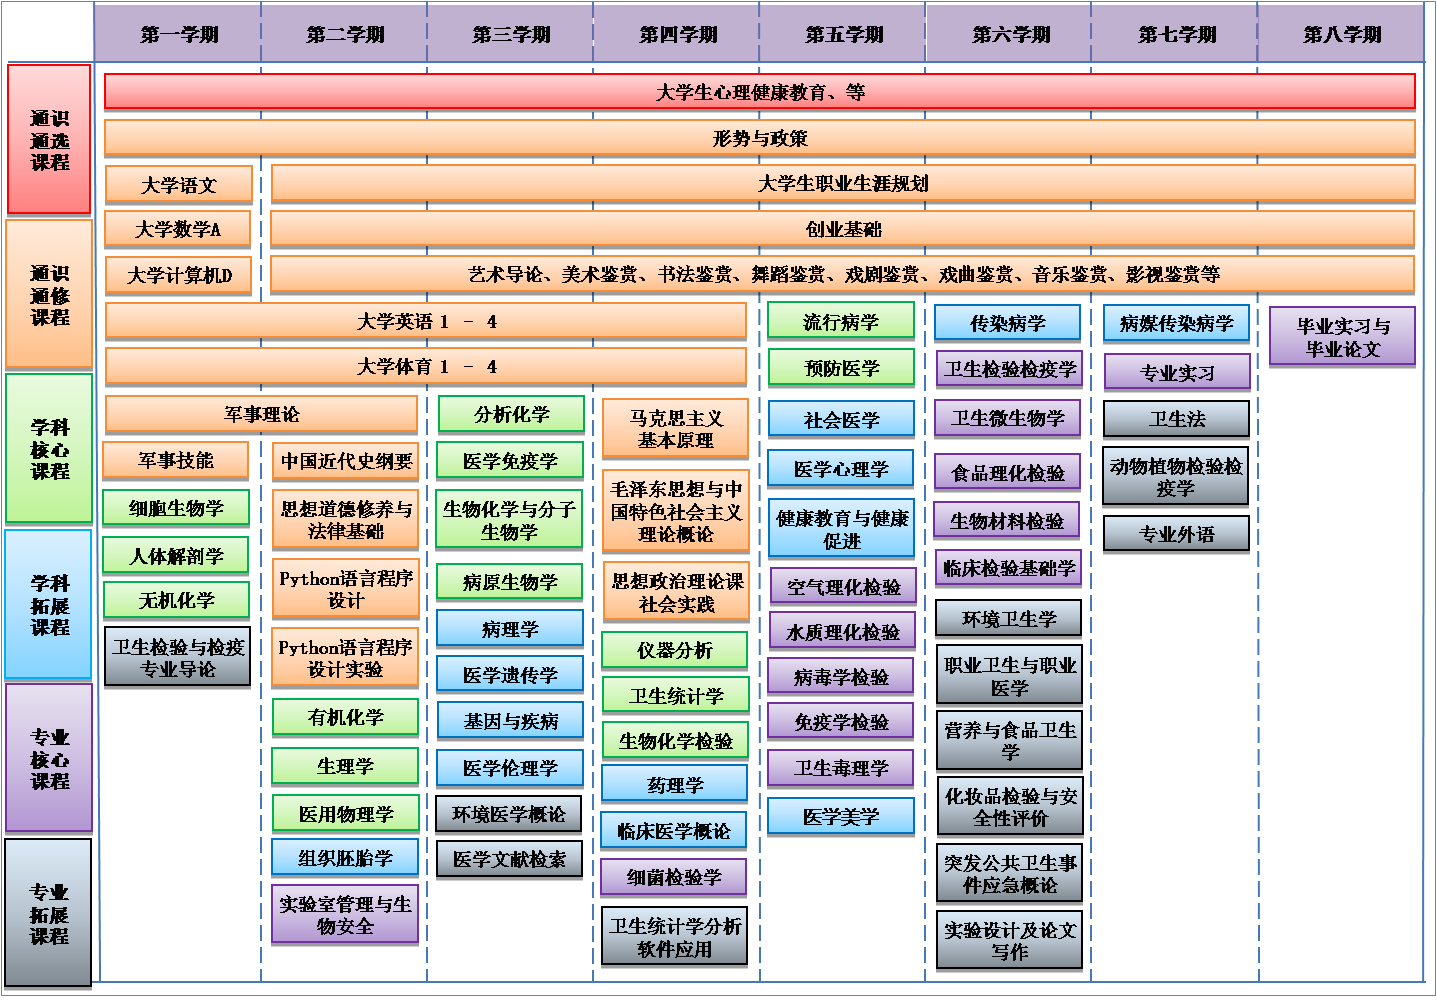 第一学期
第二学期
第三学期
第四学期
第五学期
第六学期
第七学期
第八学期
通识
通选
课程
通识
通修
课程
学科
核心
课程
学科
拓展
课程
专业
核心
课程
专业
拓展
课程
大学生心理健康教育、等
形势与政策
大学语文
大学生职业生涯规划
大学数学A
创业基础
大学计算机D
艺术导论、美术鉴赏、书法鉴赏、舞蹈鉴赏、戏剧鉴赏、戏曲鉴赏、音乐鉴赏、影视鉴赏等
大学英语 1 － 4
大学体育 1 － 4
军事理论
军事技能
细胞生物学
人体解剖学
无机化学
卫生检验与检疫
专业导论
中国近代史纲要
思想道德修养与
法律基础
Python语言程序
设计
Python语言程序
设计实验
有机化学
生理学
医用物理学
组织胚胎学
实验室管理与生
物安全
分析化学
医学免疫学
生物化学与分子
生物学
病原生物学
病理学
医学遗传学
基因与疾病
医学伦理学
环境医学概论
医学文献检索
马克思主义
基本原理
毛泽东思想与中
国特色社会主义
理论概论
思想政治理论课
社会实践
仪器分析
卫生统计学
生物化学检验
药理学
临床医学概论
细菌检验学
卫生统计学分析
软件应用
流行病学
预防医学
社会医学
医学心理学
健康教育与健康
促进
空气理化检验
水质理化检验
病毒学检验
免疫学检验
卫生毒理学
医学美学
传染病学
卫生检验检疫学
卫生微生物学
食品理化检验
生物材料检验
临床检验基础学
环境卫生学
职业卫生与职业
医学
营养与食品卫生
学
化妆品检验与安
全性评价
突发公共卫生事
件应急概论
实验设计及论文
写作
病媒传染病学
专业实习
卫生法
动物植物检验检
疫学
专业外语
毕业实习与
毕业论文